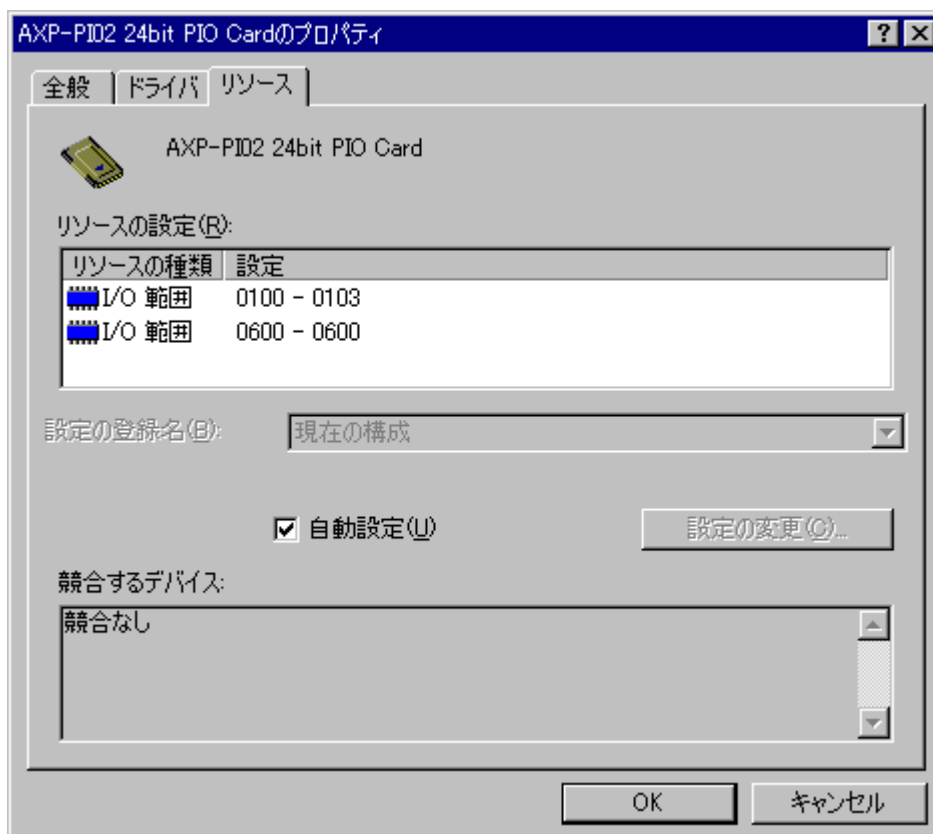 AXP-PI02 24bit PIO Cardのプロパティ
全般 ドライバ リソース
AXP-PI02 24bit PIO Card
リソースの設定(R):
リソースの種類 設定
I/O 範囲 0100 - 0103
I/O 範囲 0600 - 0600
設定の登録名(B): 現在の構成
自動設定(U) 設定の変更(C)...
競合するデバイス:
競合なし
OK キャンセル